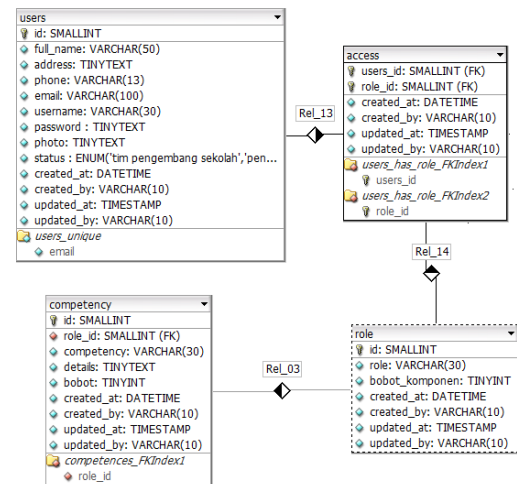 users
id: SMALLINT
full_name: VARCHAR(50)
address: TINYTEXT
phone: VARCHAR(13)
email: VARCHAR(100)
username: VARCHAR(30)
password : TINYTEXT
photo: TINYTEXT
status : ENUM('tim pengembang sekolah','pen...
created_at: DATETIME
created_by: VARCHAR(10)
updated_at: TIMESTAMP
updated_by: VARCHAR(10)
users_unique
email
Rel_13
access
users_id: SMALLINT (FK)
role_id: SMALLINT (FK)
created_at: DATETIME
created_by: VARCHAR(10)
updated_at: TIMESTAMP
updated_by: VARCHAR(10)
users_has_role_FKIndex1
users_id
users_has_role_FKIndex2
role_id
Rel_14
competency
id: SMALLINT
role_id: SMALLINT (FK)
competency: VARCHAR(30)
details: TINYTEXT
bobot: TINYINT
created_at: DATETIME
created_by: VARCHAR(10)
updated_at: TIMESTAMP
updated_by: VARCHAR(10)
competences_FKIndex1
role_id
Rel_03
role
id: SMALLINT
role: VARCHAR(30)
bobot_komponen: TINYINT
created_at: DATETIME
created_by: VARCHAR(10)
updated_at: TIMESTAMP
updated_by: VARCHAR(10)